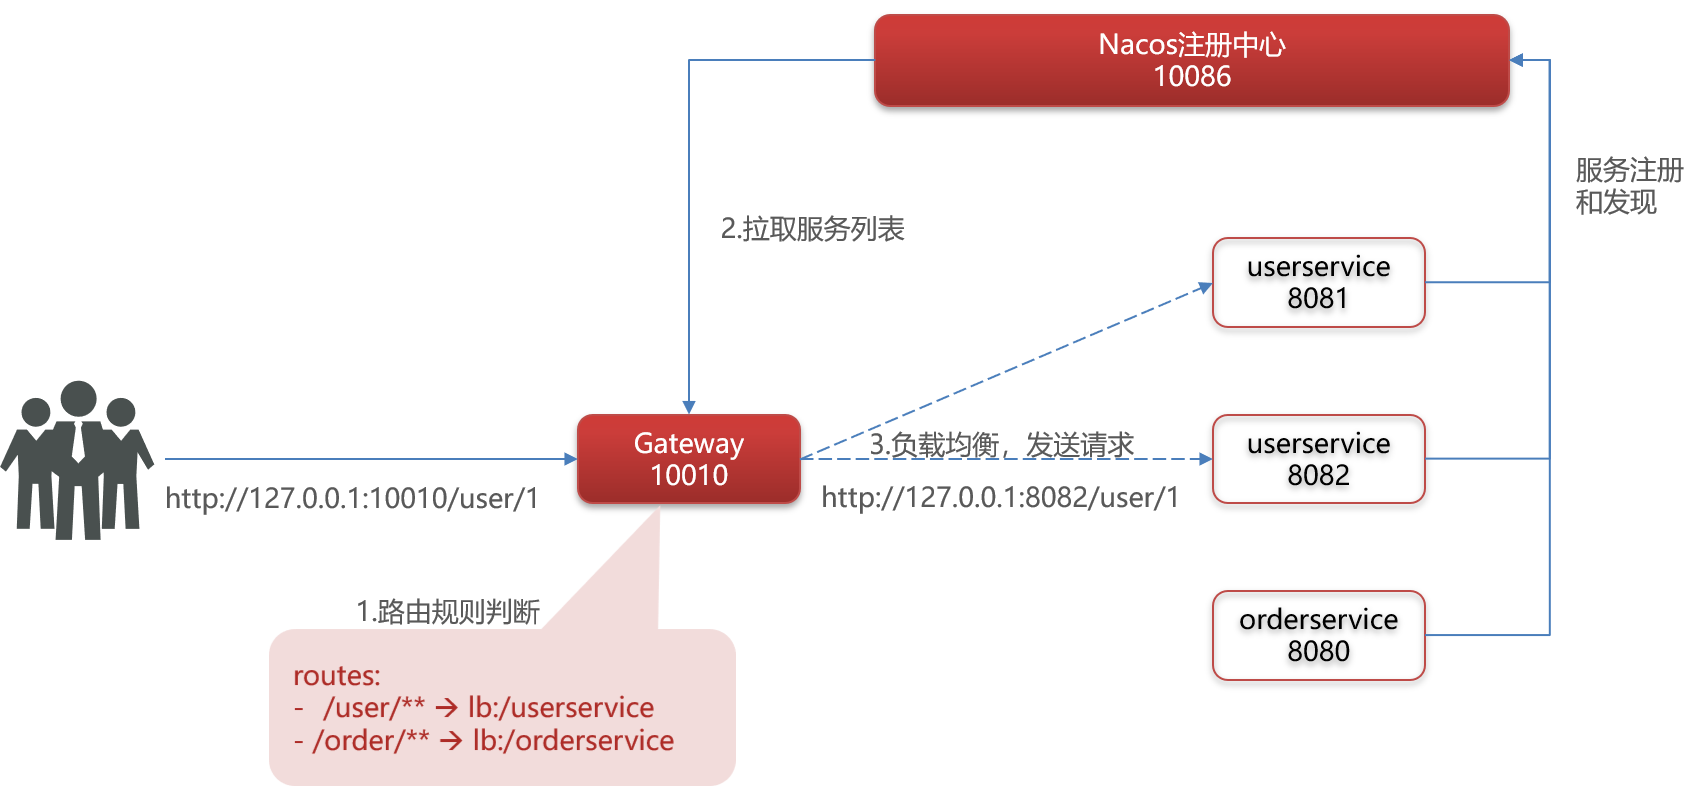 Nacos注册中心
10086
服务注册
和发现
2.拉取服务列表
userservice
8081
Gateway
10010
3.负载均衡，发送请求
userservice
8082
http://127.0.0.1:10010/user/1
http://127.0.0.1:8082/user/1
1.路由规则判断
orderservice
8080
routes:
- /user/** → lb:/userservice
- /order/** → lb:/orderservice